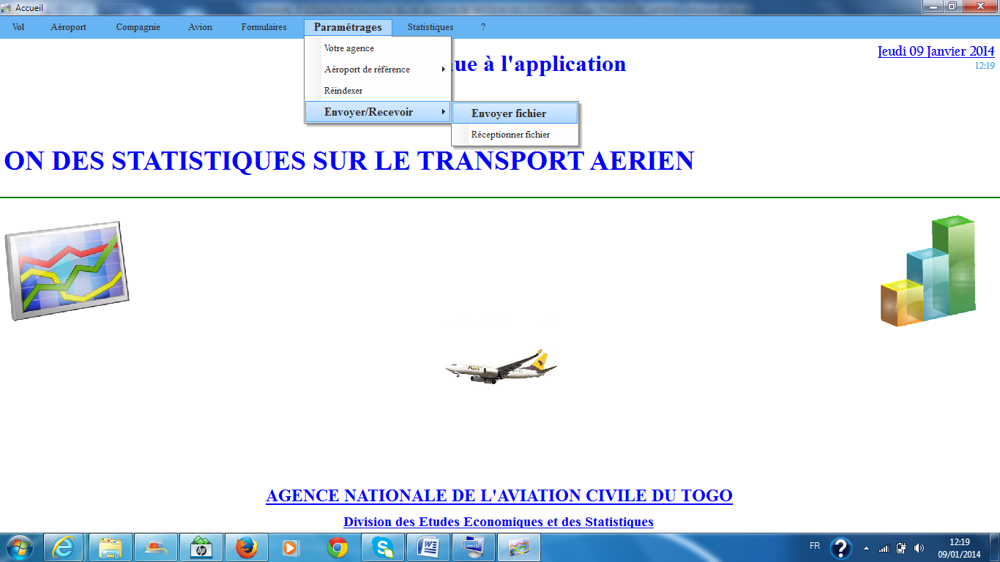 Accueil
Vol Aéroport Compagnie Avion Formulaires Paramétrages Statistiques ?
Votre agence
Aéroport de référence
Réindexer
Envoyer/Recevoir
Envoyer fichier
Réceptionner fichier
ue à l'application
Jeudi 09 Janvier 2014
12:19
ON DES STATISTIQUES SUR LE TRANSPORT AERIEN
AGENCE NATIONALE DE L'AVIATION CIVILE DU TOGO
Division des Etudes Economiques et des Statistiques
FR
12:19
09/01/2014